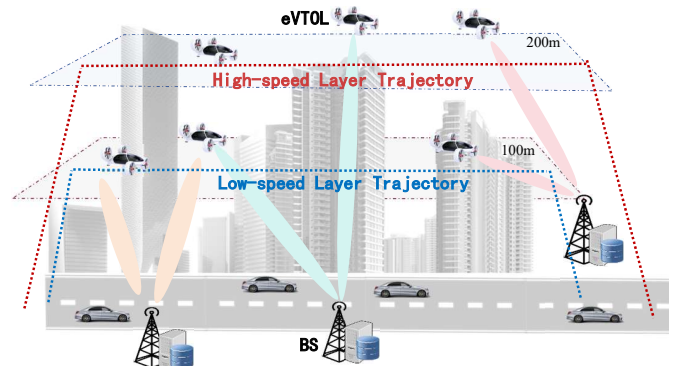 eVTOL
200m
High-speed Layer Trajectory
100m
Low-speed Layer Trajectory
BS